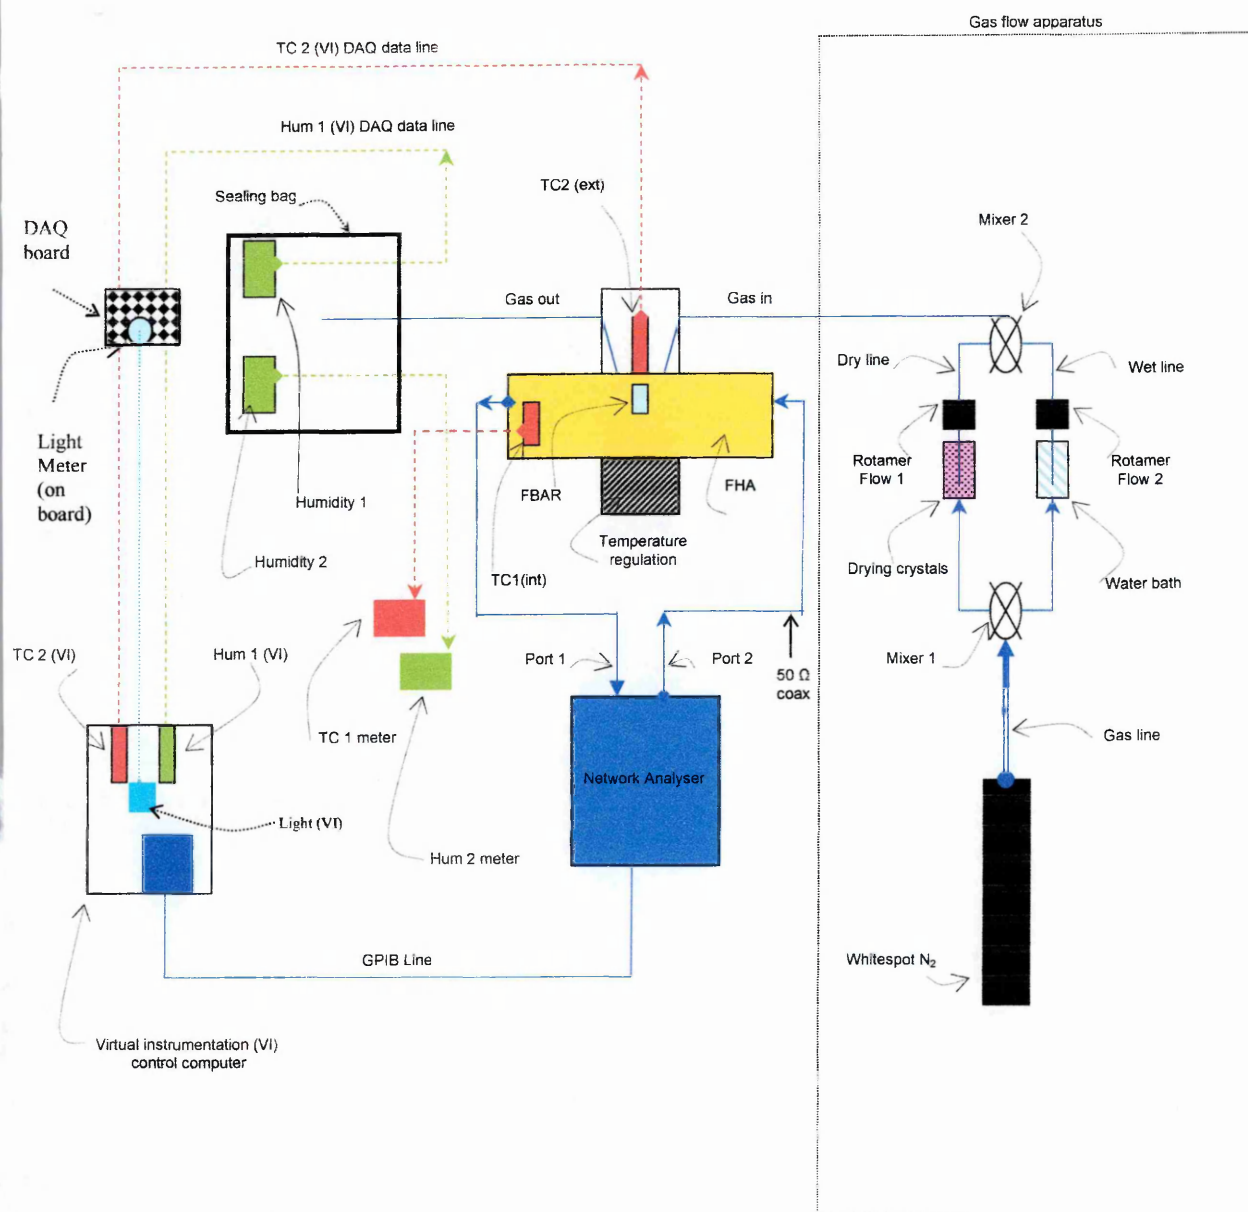 Gas flow apparatus
TC 2 (VI) DAQ data line
Hum 1 (VI) DAQ data line
Sealing bag
TC2 (ext)
DAQ
board
Mixer 2
Gas out
Gas in
Dry line
Wet line
Light
Meter
(on
board)
Rotamer
Flow 1
Rotamer
Flow 2
FBAR
FHA
Humidity 1
Temperature
regulation
Humidity 2
TC1(int)
Drying crystals
Water bath
TC 2 (VI)
Hum 1 (VI)
Port 1
Port 2
50 Ω
coax
Mixer 1
TC 1 meter
Gas line
Network Analyser
Light (VI)
Hum 2 meter
GPIB Line
Whitespot N₂
Virtual instrumentation (VI)
control computer